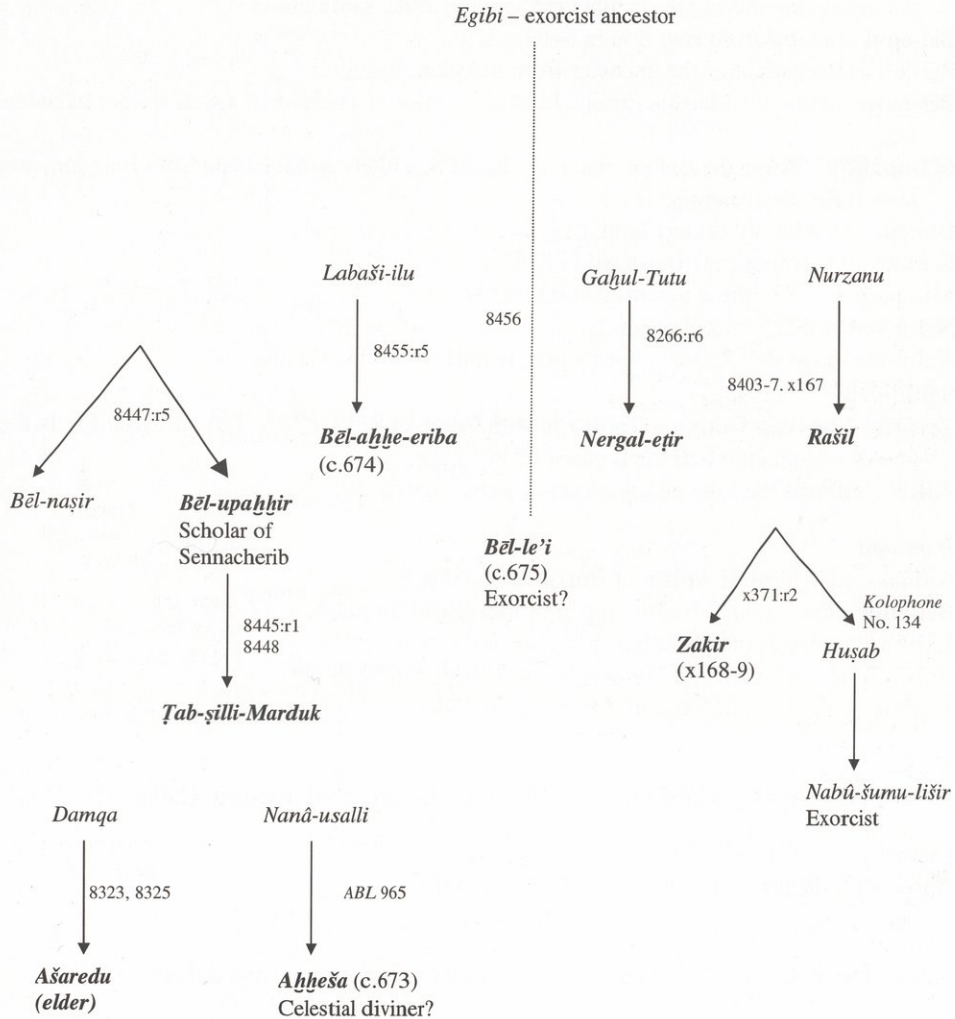 Egibi – exorcist ancestor
Labaši-ilu
Gaḫul-Tutu
Nurzanu
8456
8455:r5
8266:r6
8403-7. x167
8447:r5
Bēl-aḫḫe-eriba
(c.674)
Nergal-eṭir
Rašil
Bēl-naṣir
Bēl-upaḫḫir
Scholar of
Sennacherib
Bēl-le'i
(c.675)
Exorcist?
x371:r2
Kolophone
No. 134
Zakir
(x168-9)
Huṣab
8445:r1
8448
Ṭab-ṣilli-Marduk
Nabû-šumu-lišir
Exorcist
Damqa
Nanâ-usalli
8323, 8325
ABL 965
Ašaredu
(elder)
Aḫḫeša (c.673)
Celestial diviner?